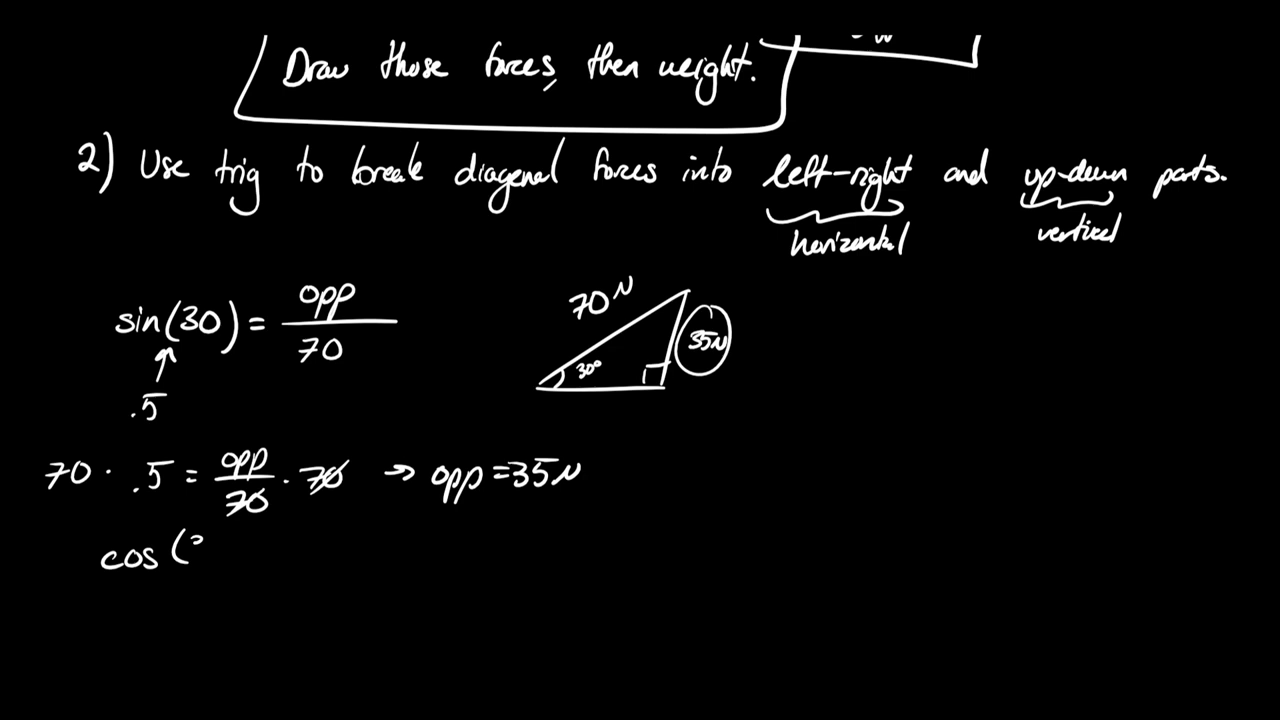 Draw those forces, then weight.
2) Use trig to break diagonal forces into left-right and up-down parts.
horizontal
vertical
sin(30) = opp / 70
.5
70 N
30°
35N
70 · .5 = opp / 70 · 70 → opp = 35N
cos (